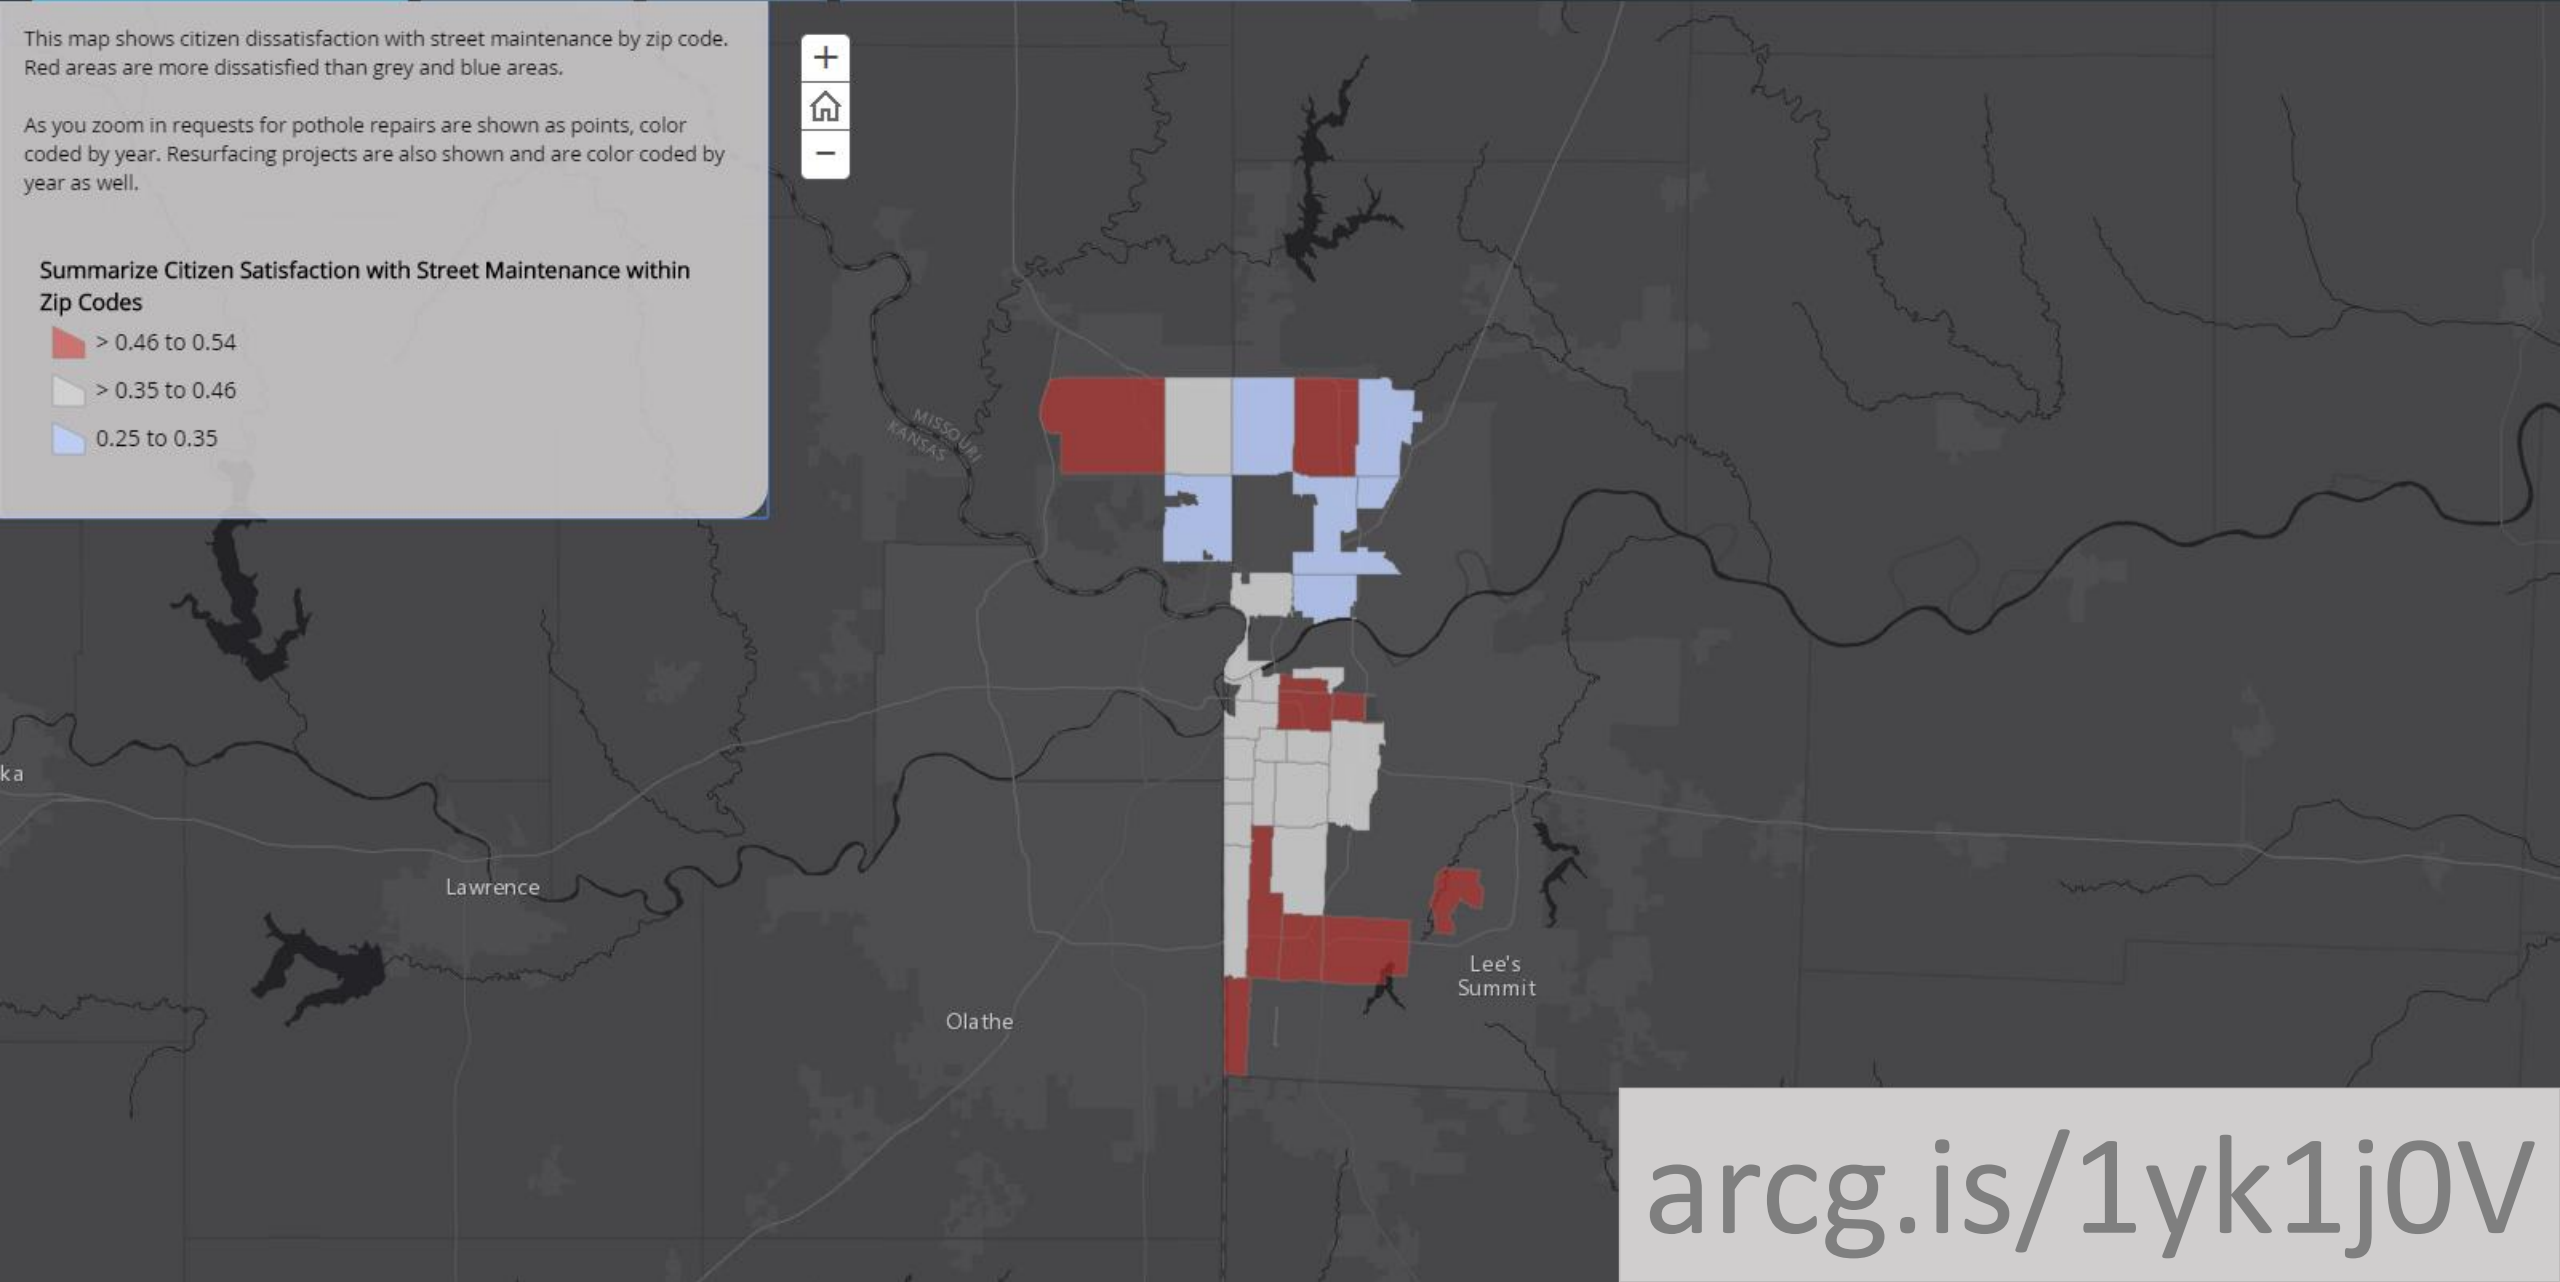 This map shows citizen dissatisfaction with street maintenance by zip code.
Red areas are more dissatisfied than grey and blue areas.
As you zoom in requests for pothole repairs are shown as points, color
coded by year. Resurfacing projects are also shown and are color coded by
year as well.
Summarize Citizen Satisfaction with Street Maintenance within
Zip Codes
> 0.46 to 0.54
> 0.35 to 0.46
0.25 to 0.35
+
−
MISSOURI
KANSAS
ka
Lawrence
Olathe
Lee's
Summit
arcg.is/1yk1j0V